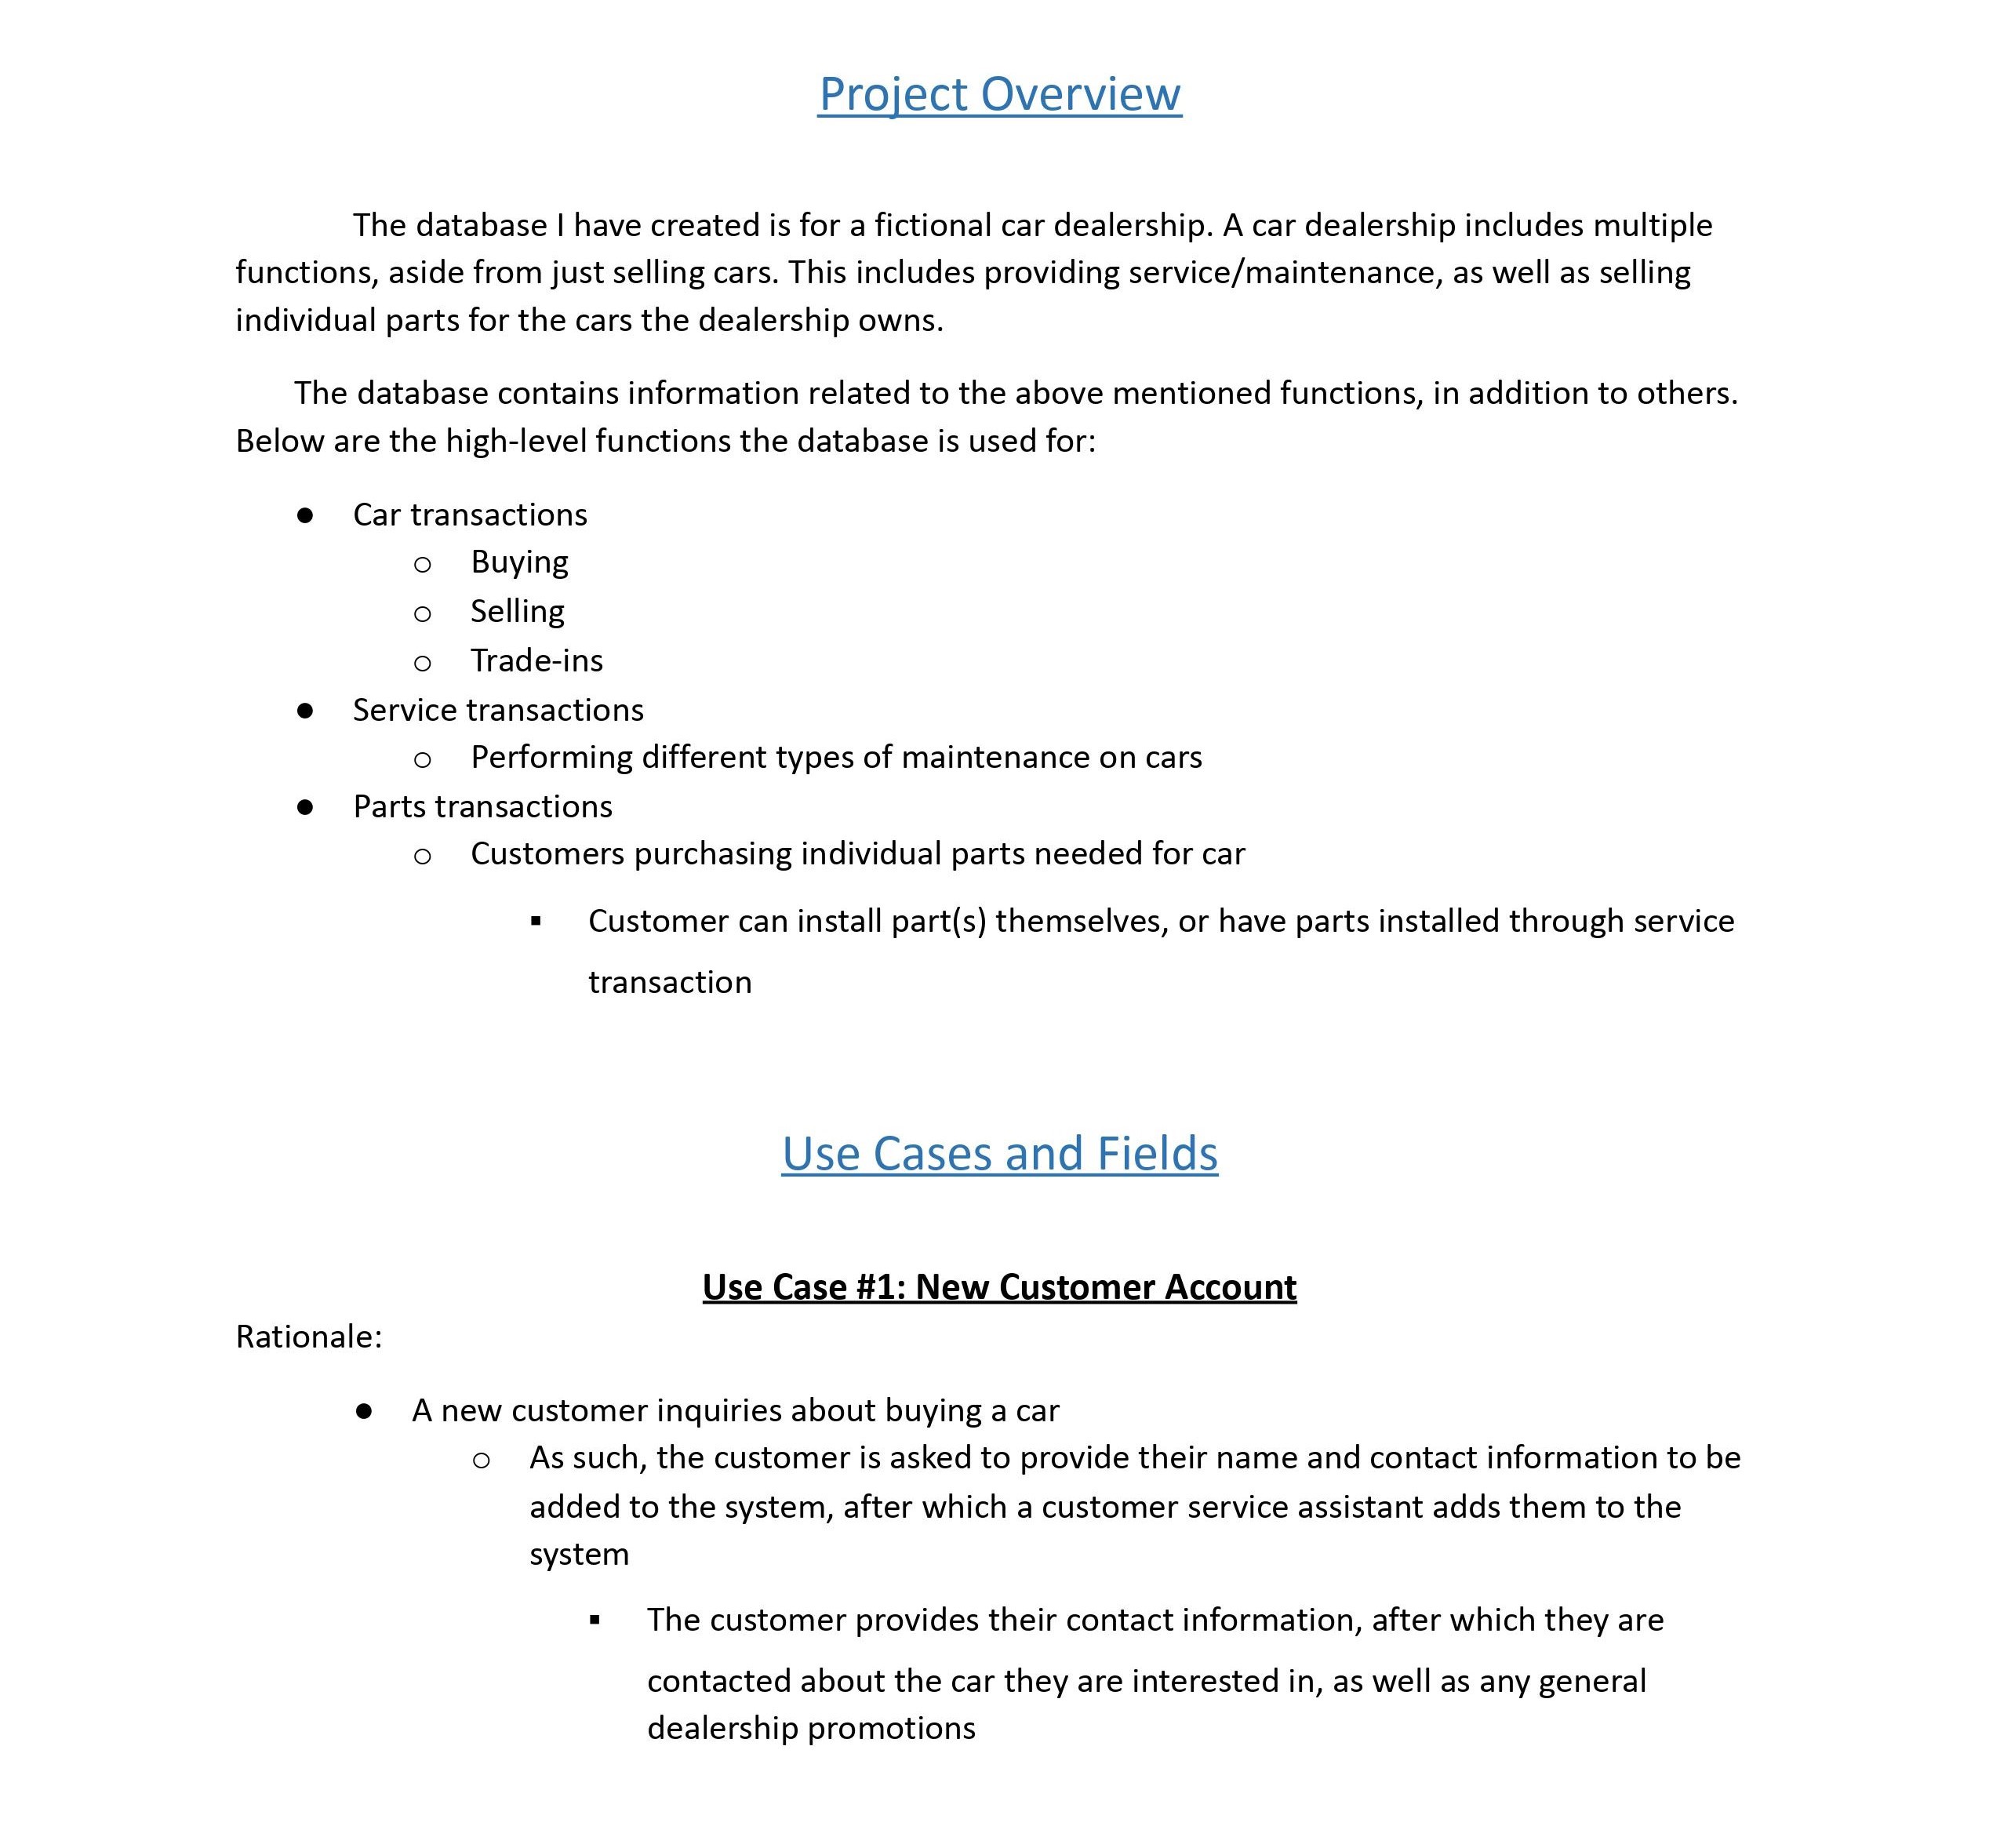 Project Overview
The database I have created is for a fictional car dealership. A car dealership includes multiple
functions, aside from just selling cars. This includes providing service/maintenance, as well as selling
individual parts for the cars the dealership owns.
The database contains information related to the above mentioned functions, in addition to others.
Below are the high-level functions the database is used for:
● Car transactions
○ Buying
○ Selling
○ Trade-ins
● Service transactions
○ Performing different types of maintenance on cars
● Parts transactions
○ Customers purchasing individual parts needed for car
▪ Customer can install part(s) themselves, or have parts installed through service
transaction
Use Cases and Fields
Use Case #1: New Customer Account
Rationale:
● A new customer inquiries about buying a car
○ As such, the customer is asked to provide their name and contact information to be
added to the system, after which a customer service assistant adds them to the
system
▪ The customer provides their contact information, after which they are
contacted about the car they are interested in, as well as any general
dealership promotions